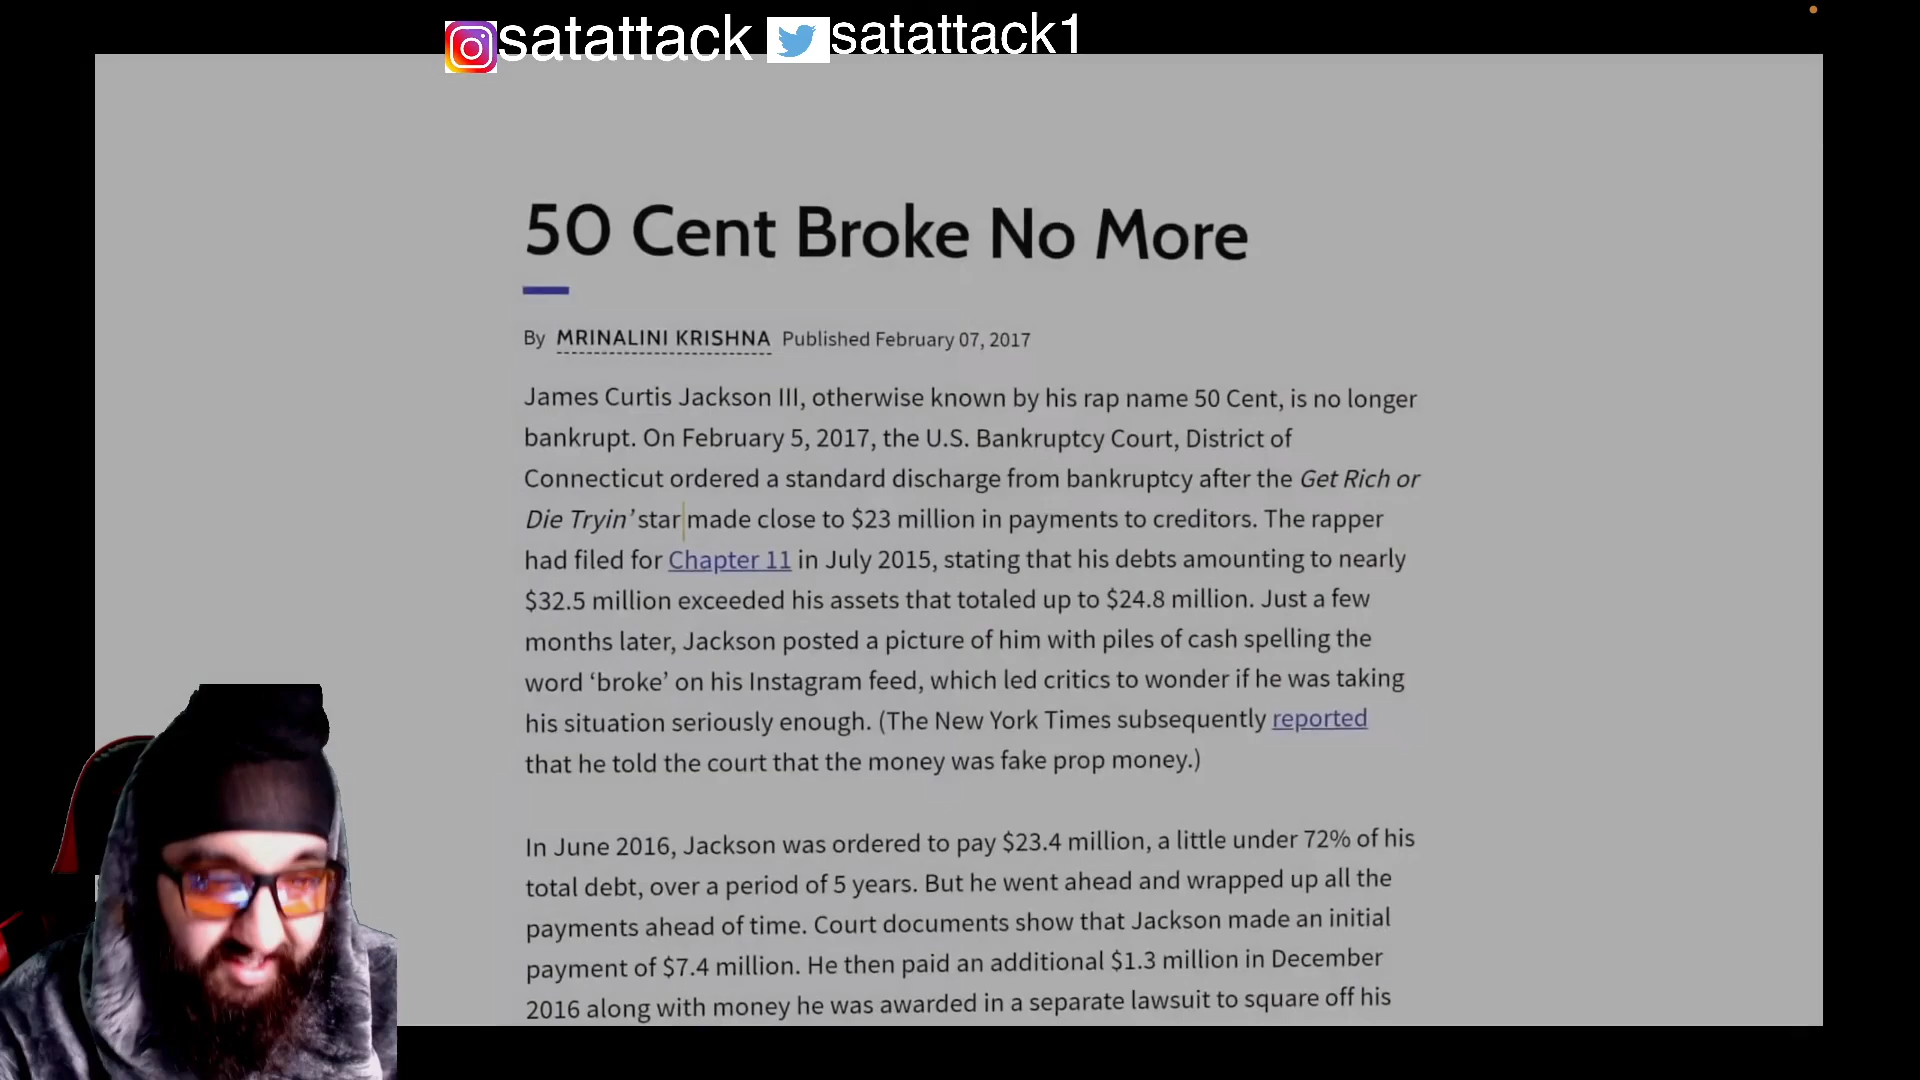 satattack satattack1
50 Cent Broke No More
By MRINALINI KRISHNA Published February 07, 2017
James Curtis Jackson III, otherwise known by his rap name 50 Cent, is no longer
bankrupt. On February 5, 2017, the U.S. Bankruptcy Court, District of
Connecticut ordered a standard discharge from bankruptcy after the Get Rich or
Die Tryin’ star made close to $23 million in payments to creditors. The rapper
had filed for Chapter 11 in July 2015, stating that his debts amounting to nearly
$32.5 million exceeded his assets that totaled up to $24.8 million. Just a few
months later, Jackson posted a picture of him with piles of cash spelling the
word ‘broke’ on his Instagram feed, which led critics to wonder if he was taking
his situation seriously enough. (The New York Times subsequently reported
that he told the court that the money was fake prop money.)
In June 2016, Jackson was ordered to pay $23.4 million, a little under 72% of his
total debt, over a period of 5 years. But he went ahead and wrapped up all the
payments ahead of time. Court documents show that Jackson made an initial
payment of $7.4 million. He then paid an additional $1.3 million in December
2016 along with money he was awarded in a separate lawsuit to square off his